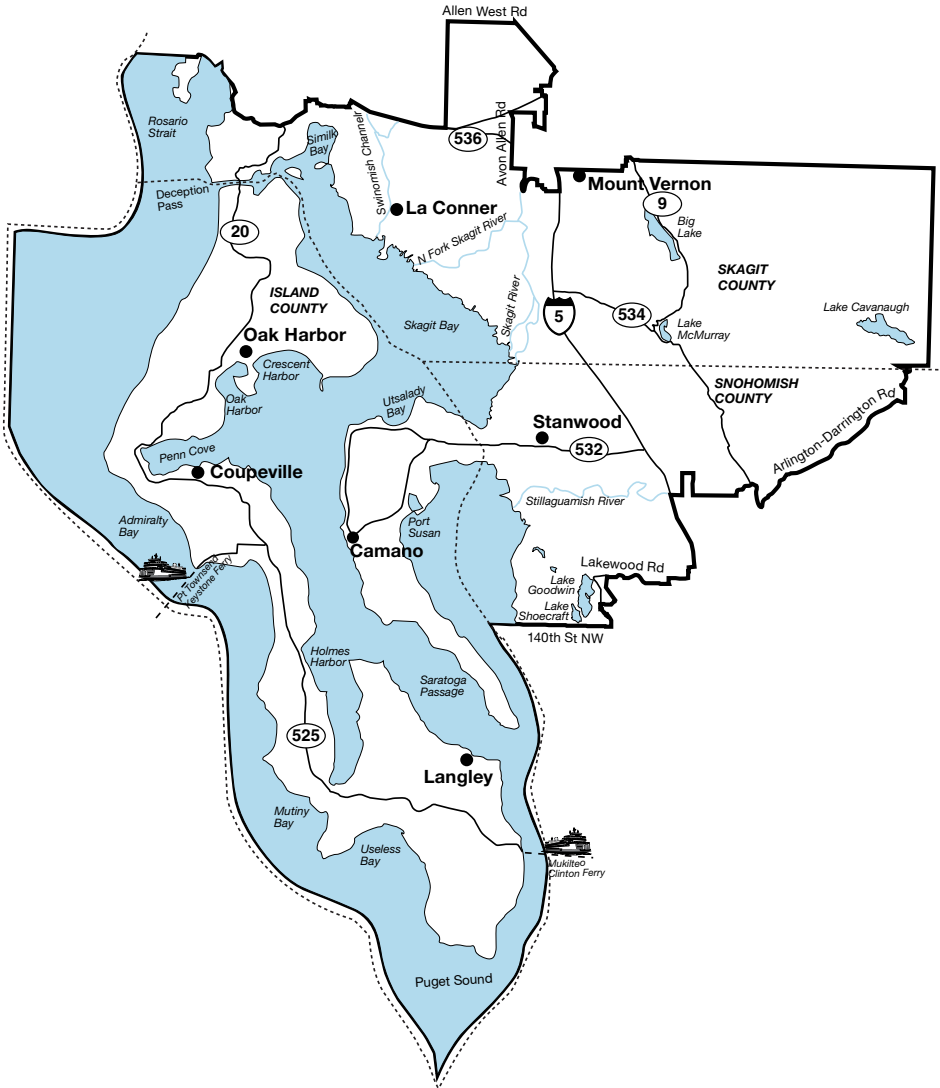 Allen West Rd
Rosario
Strait
Similk
Bay
Swinomish Channelr
536
Avon Allen Rd
Deception
Pass
Mount Vernon
La Conner
9
Big
Lake
20
N Fork Skagit River
SKAGIT
COUNTY
ISLAND
COUNTY
Skagit River
5
534
Lake Cavanaugh
Skagit Bay
Lake
McMurray
Oak Harbor
Crescent
Harbor
Oak
Harbor
Utsalady
Bay
SNOHOMISH
COUNTY
Arlington-Darrington Rd
Stanwood
532
Penn Cove
Coupeville
Stillaguamish River
Admiralty
Bay
Port
Susan
Camano
Pt Townsend
Keystone Ferry
Lakewood Rd
Lake
Goodwin
Lake
Shoecraft
140th St NW
Holmes
Harbor
Saratoga
Passage
525
Langley
Mutiny
Bay
Useless
Bay
Mukilteo
Clinton Ferry
Puget Sound